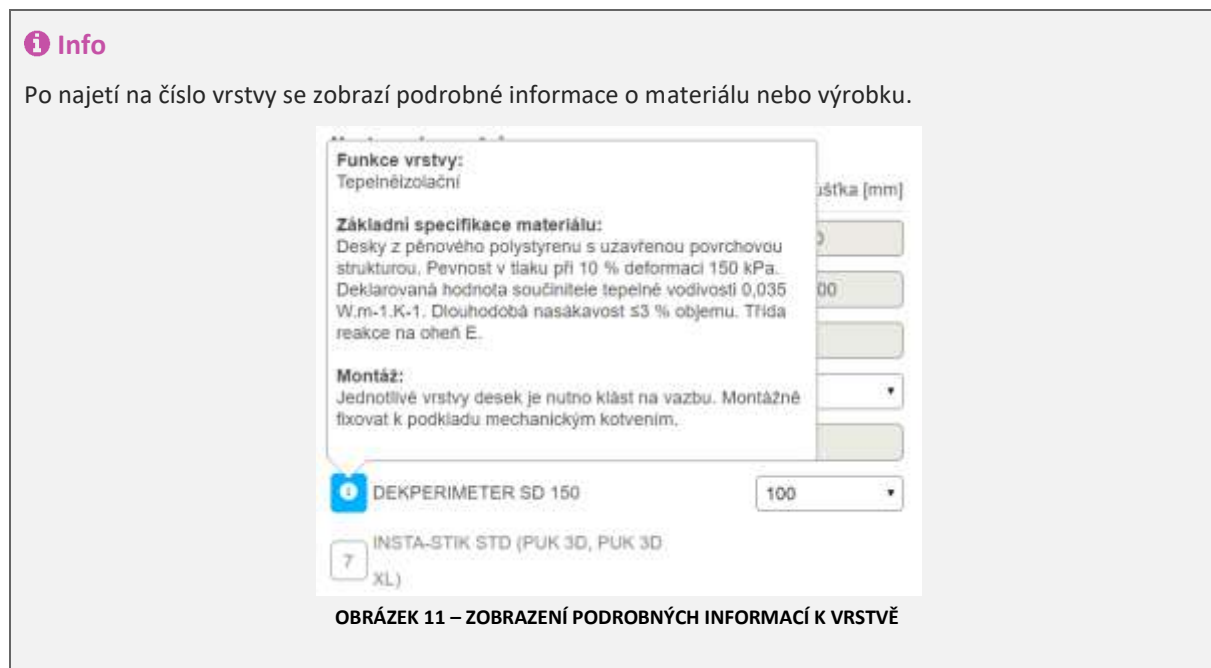 Info
Po najetí na číslo vrstvy se zobrazí podrobné informace o materiálu nebo výrobku.
Funkce vrstvy:
Tepelněizolační
ušťka [mm]
Základní specifikace materiálu:
Desky z pěnového polystyrenu s uzavřenou povrchovou
strukturou. Pevnost v tlaku při 10 % deformaci 150 kPa.
Deklarovaná hodnota součinitele tepelné vodivosti 0,035
00
W.m-1.K-1. Dlouhodobá nasákavost ≤3 % objemu. Třída
reakce na oheň E.
Montáž:
Jednotlivé vrstvy desek je nutno klást na vazbu. Montážně
fixovat k podkladu mechanickým kotvením.
DEKPERIMETER SD 150
100
7
INSTA-STIK STD (PUK 3D, PUK 3D
XL)
OBRÁZEK 11 – ZOBRAZENÍ PODROBNÝCH INFORMACÍ K VRSTVĚ